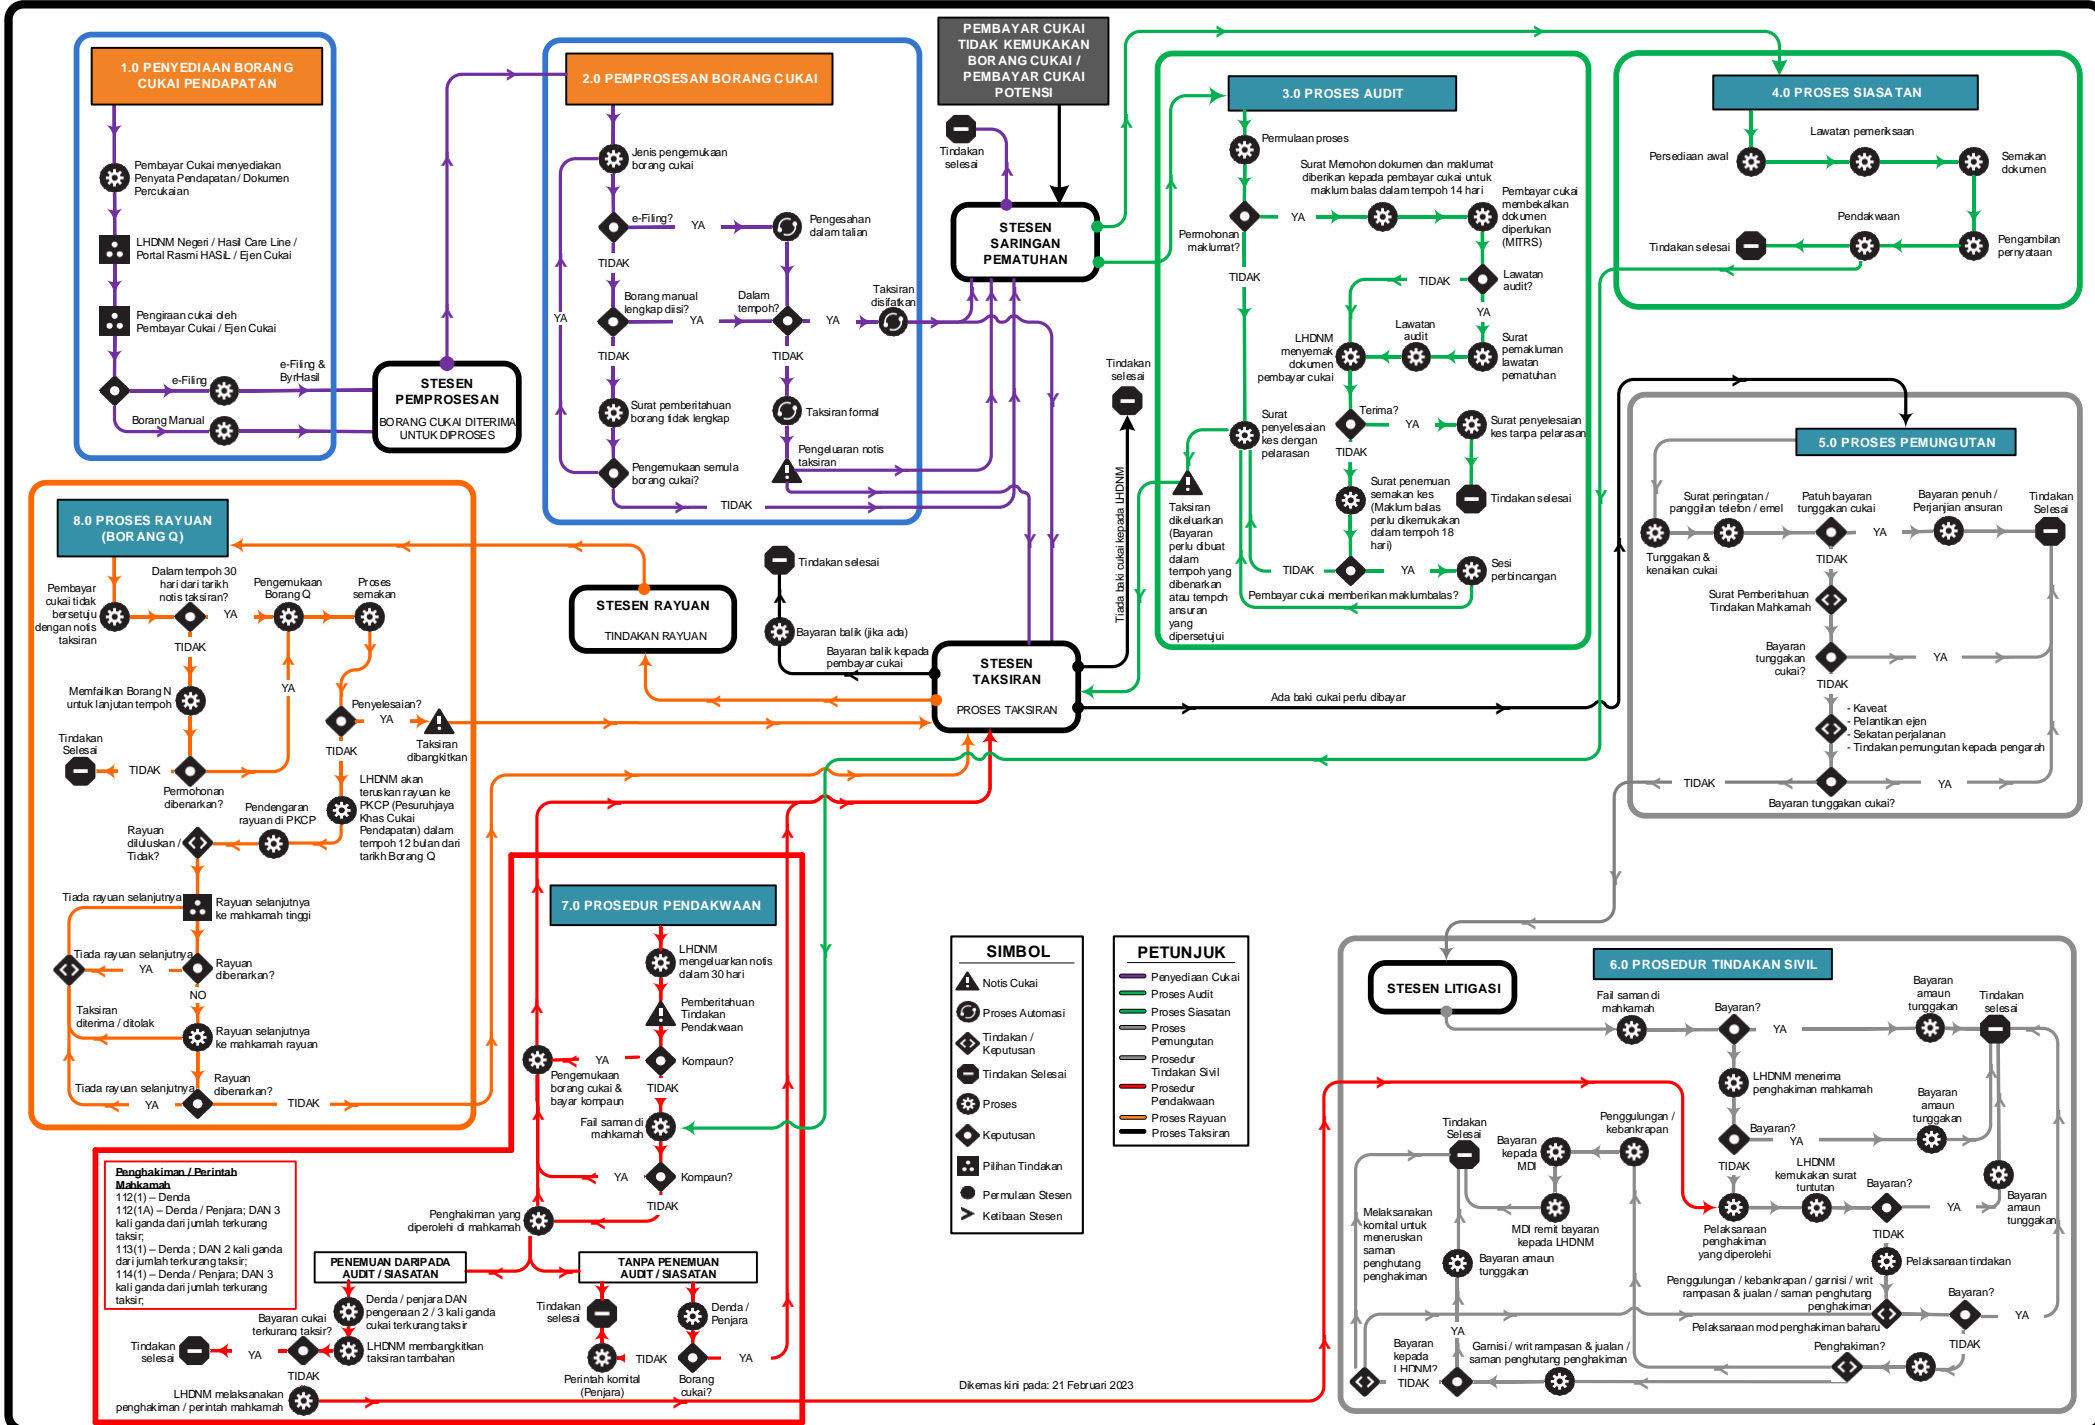 1.0 PENYEDIAAN BORANG
CUKAI PENDAPATAN
Pembayar Cukai menyediakan
Penyata Pendapatan / Dokumen
Percukaian
LHDNM Negeri / Hasil Care Line /
Portal Rasmi HASiL / Ejen Cukai
Pengiraan cukai oleh
Pembayar Cukai / Ejen Cukai
e-Filing
e-Filing &
ByrHasil
Borang Manual
STESEN
PEMPROSESAN
BORANG CUKAI DITERIMA
UNTUK DIPROSES
2.0 PEMPROSESAN BORANG CUKAI
Jenis pengemukaan
borang cukai
e-Filing?
YA
Pengesahan
dalam talian
TIDAK
Borang manual
lengkap diisi?
YA
Dalam
tempoh?
YA
Taksiran
disifatkan
YA
TIDAK
TIDAK
Surat pemberitahuan
borang tidak lengkap
Taksiran formal
Pengeluaran notis
taksiran
Pengemukaan semula
borang cukai?
TIDAK
PEMBAYAR CUKAI
TIDAK KEMUKAKAN
BORANG CUKAI /
PEMBAYAR CUKAI
POTENSI
Tindakan
selesai
STESEN
SARINGAN
PEMATUHAN
3.0 PROSES AUDIT
Permulaan proses
Surat Memohon dokumen dan maklumat
diberikan kepada pembayar cukai untuk
maklum balas dalam tempoh 14 hari
Pembayar cukai
membekalkan
dokumen
diperlukan
(MITRS)
Permohonan
maklumat?
YA
TIDAK
TIDAK
Lawatan
audit?
YA
LHDNM
menyemak
dokumen
pembayar cukai
Lawatan
audit
Surat
pemakluman
lawatan
pematuhan
Terima?
YA
Surat penyelesaian
kes tanpa pelarasan
Surat
penyelesaian
kes dengan
pelarasan
TIDAK
Surat penemuan
semakan kes
(Maklum balas
perlu dikemukakan
dalam tempoh 18
hari)
Tindakan selesai
Taksiran
dikeluarkan
(Bayaran
perlu dibuat
dalam
tempoh yang
dibenarkan
atau tempoh
ansuran
yang
dipersetujui
TIDAK
YA
Sesi
perbincangan
Pembayar cukai memberikan maklumbalas?
4.0 PROSES SIASATAN
Lawatan pemeriksaan
Persediaan awal
Semakan
dokumen
Pendakwaan
Tindakan selesai
Pengambilan
pernyataan
Tindakan
selesai
Tiada baki cukai kepada LHDNM
5.0 PROSES PEMUNGUTAN
Surat peringatan /
panggilan telefon / emel
Patuh bayaran
tunggakan cukai
Bayaran penuh /
Perjanjian ansuran
Tindakan
Selesai
YA
Tunggakan &
kenaikan cukai
TIDAK
Surat Pemberitahuan
Tindakan Mahkamah
Bayaran
tunggakan
cukai?
YA
TIDAK
- Kaveat
- Pelantikan ejen
- Sekatan perjalanan
- Tindakan pemungutan kepada pengarah
TIDAK
YA
Bayaran tunggakan cukai?
8.0 PROSES RAYUAN
(BORANG Q)
Pembayar
cukai tidak
bersetuju
dengan notis
taksiran
Dalam tempoh 30
hari dari tarikh
notis taksiran?
YA
Pengemukaan
Borang Q
Proses
semakan
TIDAK
Memfailkan Borang N
untuk lanjutan tempoh
YA
Penyelesaian?
YA
Taksiran
dibangkitkan
Tindakan
Selesai
TIDAK
Permohonan
dibenarkan?
TIDAK
LHDNM akan
teruskan rayuan ke
PKCP (Pesuruhjaya
Khas Cukai
Pendapatan) dalam
tempoh 12 bulan dari
tarikh Borang Q
Pendengaran
rayuan di PKCP
Rayuan
diluluskan /
Tidak?
Tiada rayuan selanjutnya
Rayuan selanjutnya
ke mahkamah tinggi
Tiada rayuan selanjutnya
YA
Rayuan
dibenarkan?
NO
Taksiran
diterima / ditolak
Rayuan selanjutnya
ke mahkamah rayuan
Tiada rayuan selanjutnya
Rayuan
dibenarkan?
YA
TIDAK
STESEN RAYUAN
TINDAKAN RAYUAN
Tindakan selesai
Bayaran balik (jika ada)
Bayaran balik kepada
pembayar cukai
STESEN
TAKSIRAN
PROSES TAKSIRAN
Ada baki cukai perlu dibayar
7.0 PROSEDUR PENDAKWAAN
LHDNM
mengeluarkan notis
dalam 30 hari
Pemberitahuan
Tindakan
Pendakwaan
YA
Kompaun?
Pengemukaan
borang cukai &
bayar kompaun
TIDAK
Fail saman di
mahkamah
YA
Kompaun?
TIDAK
Penghakiman yang
diperolehi di mahkamah
PENEMUAN DARIPADA
AUDIT / SIASATAN
TANPA PENEMUAN
AUDIT / SIASATAN
Penghakiman / Perintah
Mahkamah
112(1) – Denda
112(1A) – Denda / Penjara; DAN 3
kali ganda dari jumlah terkurang
taksir;
113(1) – Denda ; DAN 2 kali ganda
dari jumlah terkurang taksir;
114(1) – Denda / Penjara; DAN 3
kali ganda dari jumlah terkurang
taksir;
Denda / penjara DAN
pengenaan 2 / 3 kali ganda
cukai terkurang taksir
Bayaran cukai
terkurang taksir?
LHDNM membangkitkan
taksiran tambahan
Tindakan
selesai
YA
TIDAK
LHDNM melaksanakan
penghakiman / perintah mahkamah
Tindakan
selesai
Denda /
Penjara
TIDAK
YA
Perintah komital
(Penjara)
Borang
cukai?
SIMBOL
Notis Cukai
Proses Automasi
Tindakan /
Keputusan
Tindakan Selesai
Proses
Keputusan
Pilihan Tindakan
Permulaan Stesen
Ketibaan Stesen
PETUNJUK
Penyediaan Cukai
Proses Audit
Proses Siasatan
Proses
Pemungutan
Prosedur
Tindakan Sivil
Prosedur
Pendakwaan
Proses Rayuan
Proses Taksiran
Dikemas kini pada: 21 Februari 2023
STESEN LITIGASI
6.0 PROSEDUR TINDAKAN SIVIL
Fail saman di
mahkamah
Bayaran?
YA
Bayaran
amaun
tunggakan
Tindakan
selesai
LHDNM menerima
penghakiman mahkamah
Bayaran?
YA
Bayaran
amaun
tunggakan
TIDAK
LHDNM
kemukakan surat
tuntutan
Bayaran?
YA
Bayaran
amaun
tunggakan
Pelaksanaan
penghakiman
yang diperolehi
TIDAK
Pelaksanaan tindakan
Penggulungan /
kebankrapan
Tindakan
Selesai
Bayaran
kepada
MDI
MDI remit bayaran
kepada LHDNM
Melaksanakan
komital untuk
meneruskan
saman
penghutang
penghakiman
Bayaran amaun
tunggakan
Penggulungan / kebankrapan / garnisi / writ
rampasan & jualan / saman penghutang
penghakiman
Bayaran?
YA
Pelaksanaan mod penghakiman baharu
YA
TIDAK
Bayaran
kepada
LHDNM?
TIDAK
Garnisi / writ rampasan & jualan /
saman penghutang penghakiman
Penghakiman?